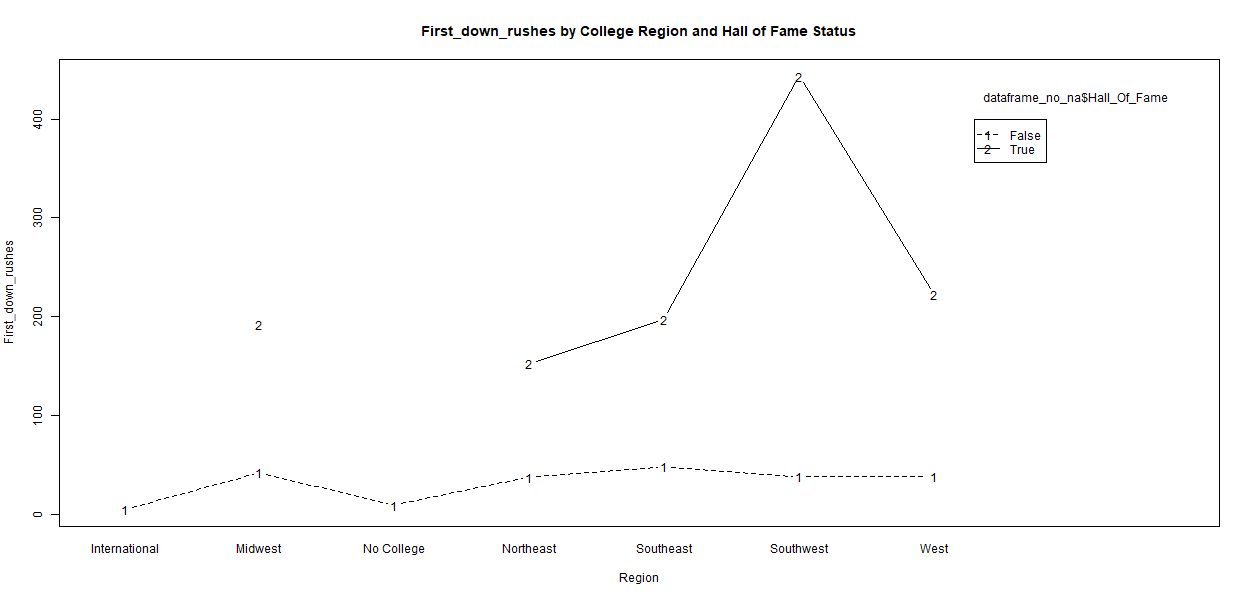 First_down_rushes by College Region and Hall of Fame Status
dataframe_no_na$Hall_Of_Fame
1 False
2 True
First_down_rushes
400
300
200
100
0
2
2
2
2
2
1
1
1
1
1
1
1
International Midwest No College Northeast Southeast Southwest West
Region